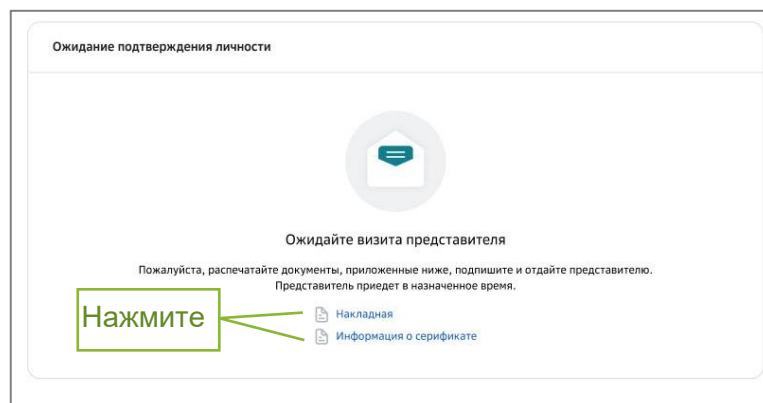 Ожидание подтверждения личности
Ожидайте визита представителя
Пожалуйста, распечатайте документы, приложенные ниже, подпишите и отдайте представителю.
Представитель приедет в назначенное время.
Нажмите
Накладная
Информация о серификате